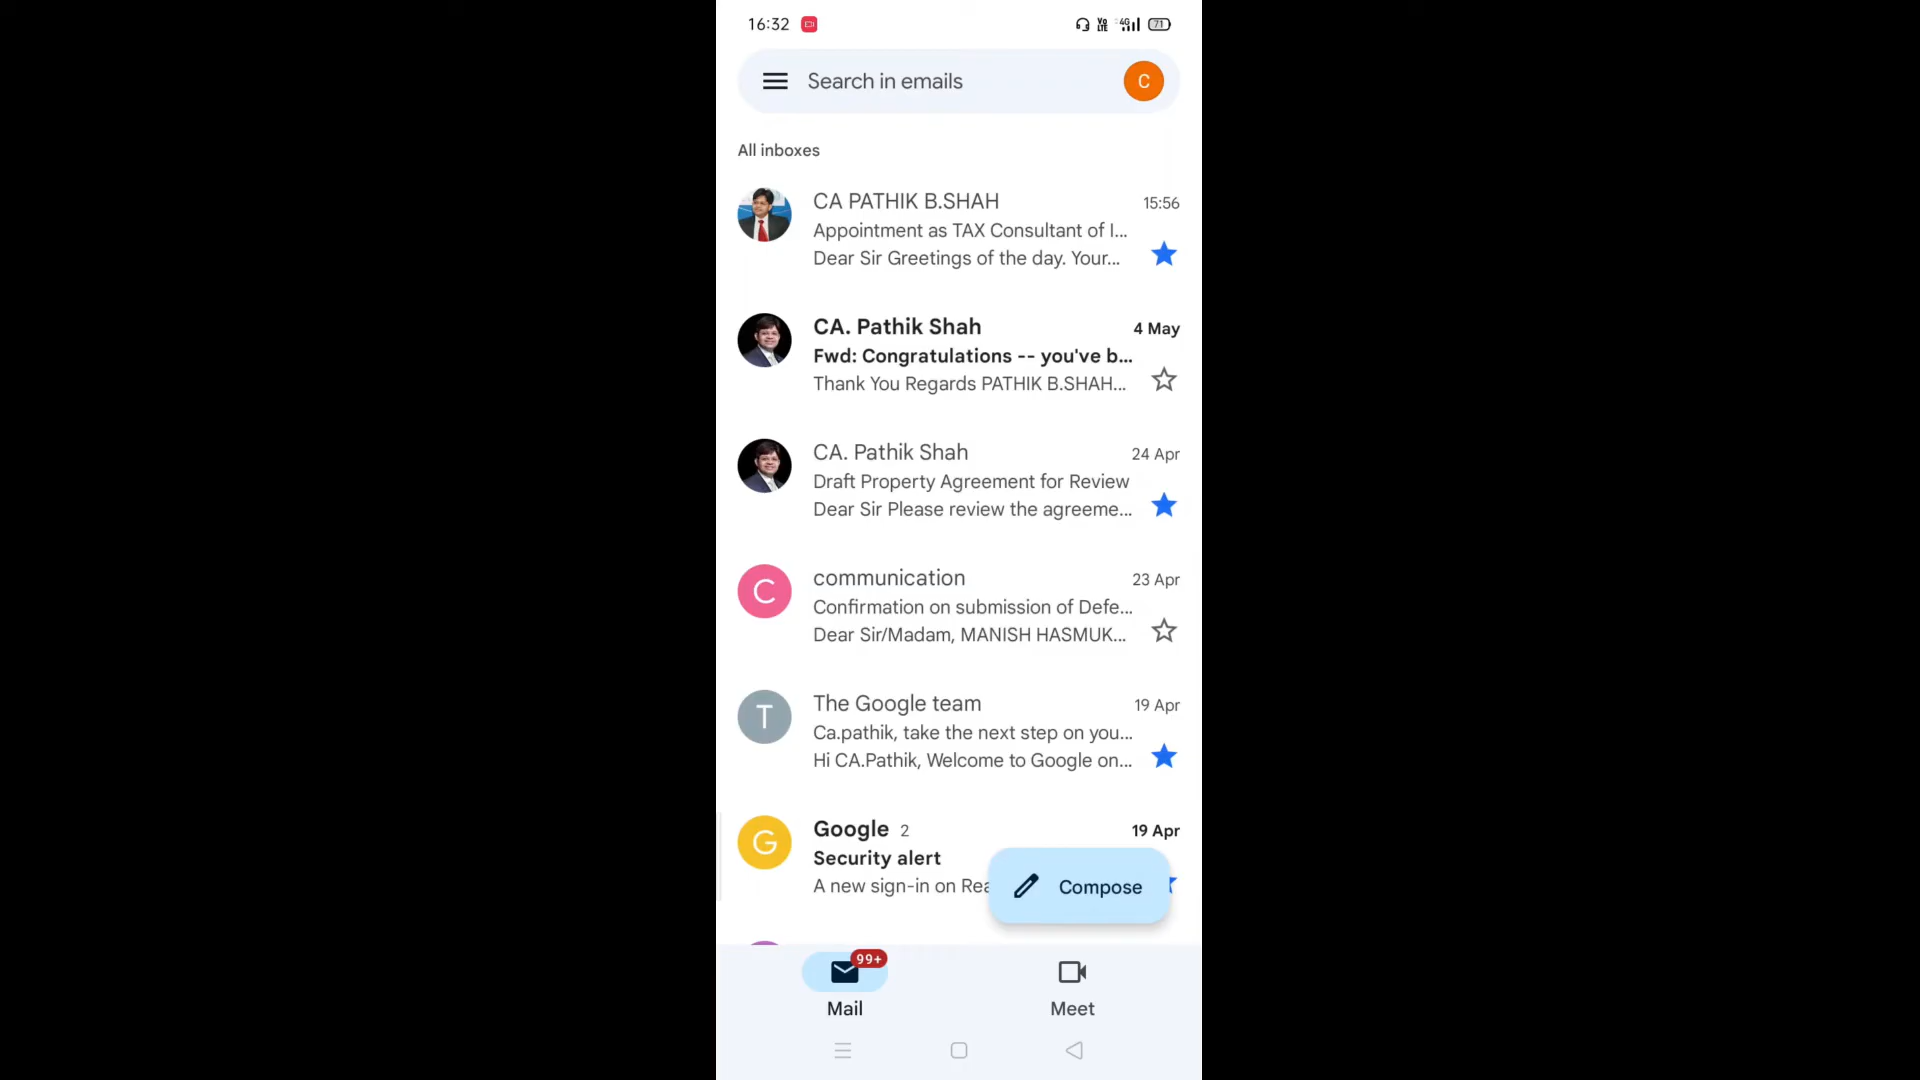 16:32
Vo LTE 4G 71
Search in emails
C
All inboxes
CA PATHIK B.SHAH 15:56
Appointment as TAX Consultant of I...
Dear Sir Greetings of the day. Your...
CA. Pathik Shah 4 May
Fwd: Congratulations -- you've b...
Thank You Regards PATHIK B.SHAH...
CA. Pathik Shah 24 Apr
Draft Property Agreement for Review
Dear Sir Please review the agreeme...
C
communication 23 Apr
Confirmation on submission of Defe...
Dear Sir/Madam, MANISH HASMUK...
T
The Google team 19 Apr
Ca.pathik, take the next step on you...
Hi CA.Pathik, Welcome to Google on...
G
Google 2 19 Apr
Security alert
A new sign-in on Rea
Compose
99+
Mail
Meet